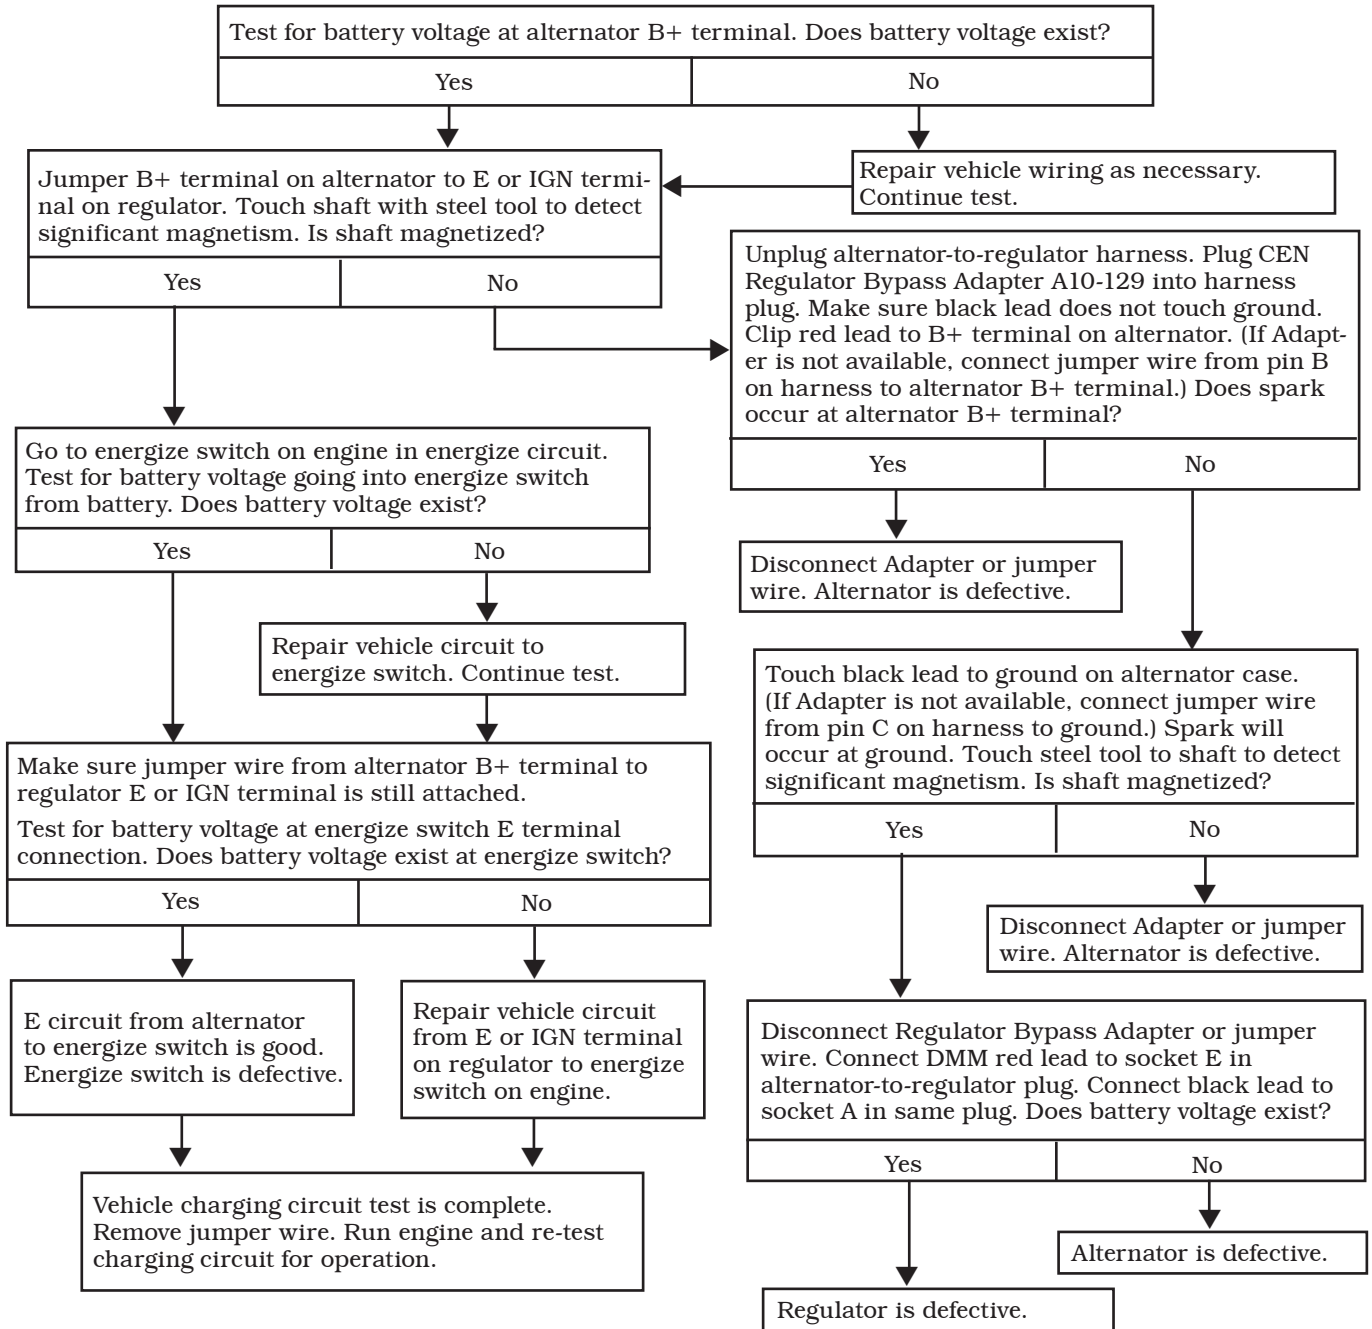 Test for battery voltage at alternator B+ terminal. Does battery voltage exist?
Yes
No
Repair vehicle wiring as necessary.
Continue test.
Jumper B+ terminal on alternator to E or IGN termi-
nal on regulator. Touch shaft with steel tool to detect
significant magnetism. Is shaft magnetized?
Yes
No
Unplug alternator-to-regulator harness. Plug CEN
Regulator Bypass Adapter A10-129 into harness
plug. Make sure black lead does not touch ground.
Clip red lead to B+ terminal on alternator. (If Adapt-
er is not available, connect jumper wire from pin B
on harness to alternator B+ terminal.) Does spark
occur at alternator B+ terminal?
Yes
No
Go to energize switch on engine in energize circuit.
Test for battery voltage going into energize switch
from battery. Does battery voltage exist?
Yes
No
Disconnect Adapter or jumper
wire. Alternator is defective.
Repair vehicle circuit to
energize switch. Continue test.
Touch black lead to ground on alternator case.
(If Adapter is not available, connect jumper wire
from pin C on harness to ground.) Spark will
occur at ground. Touch steel tool to shaft to detect
significant magnetism. Is shaft magnetized?
Yes
No
Make sure jumper wire from alternator B+ terminal to
regulator E or IGN terminal is still attached.
Test for battery voltage at energize switch E terminal
connection. Does battery voltage exist at energize switch?
Yes
No
Disconnect Adapter or jumper
wire. Alternator is defective.
E circuit from alternator
to energize switch is good.
Energize switch is defective.
Repair vehicle circuit
from E or IGN terminal
on regulator to energize
switch on engine.
Disconnect Regulator Bypass Adapter or jumper
wire. Connect DMM red lead to socket E in
alternator-to-regulator plug. Connect black lead to
socket A in same plug. Does battery voltage exist?
Yes
No
Vehicle charging circuit test is complete.
Remove jumper wire. Run engine and re-test
charging circuit for operation.
Alternator is defective.
Regulator is defective.